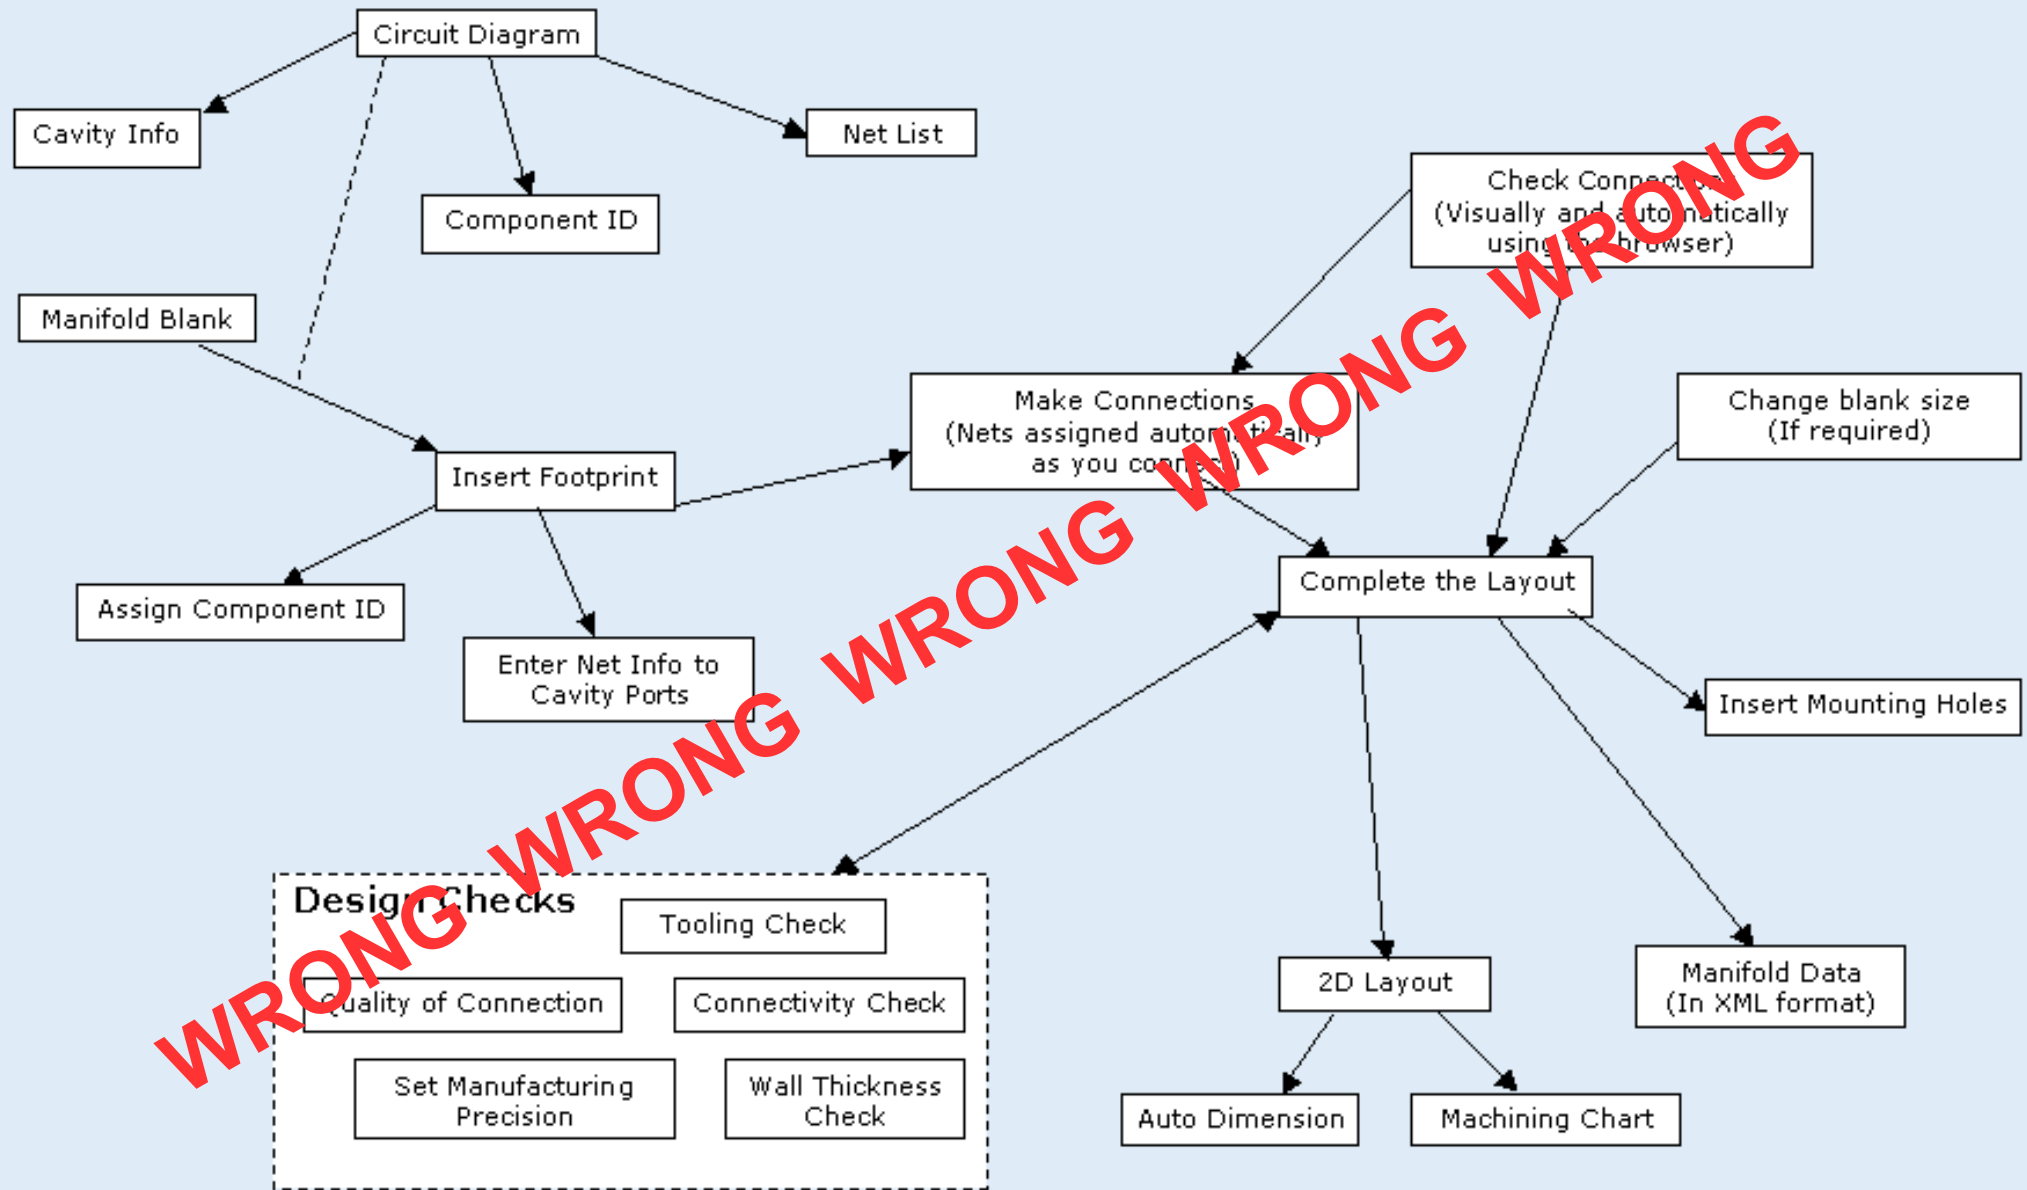 Circuit Diagram
Cavity Info
Net List
Component ID
Check Connections
(Visually and automatically
using the browser)
Manifold Blank
Make Connections
(Nets assigned automatically
as you connect)
Change blank size
(If required)
Insert Footprint
Complete the Layout
Assign Component ID
Enter Net Info to
Cavity Ports
Insert Mounting Holes
Design Checks
Tooling Check
Quality of Connection
Connectivity Check
Set Manufacturing
Precision
Wall Thickness
Check
2D Layout
Manifold Data
(In XML format)
Auto Dimension
Machining Chart
WRONG WRONG WRONG WRONG WRONG